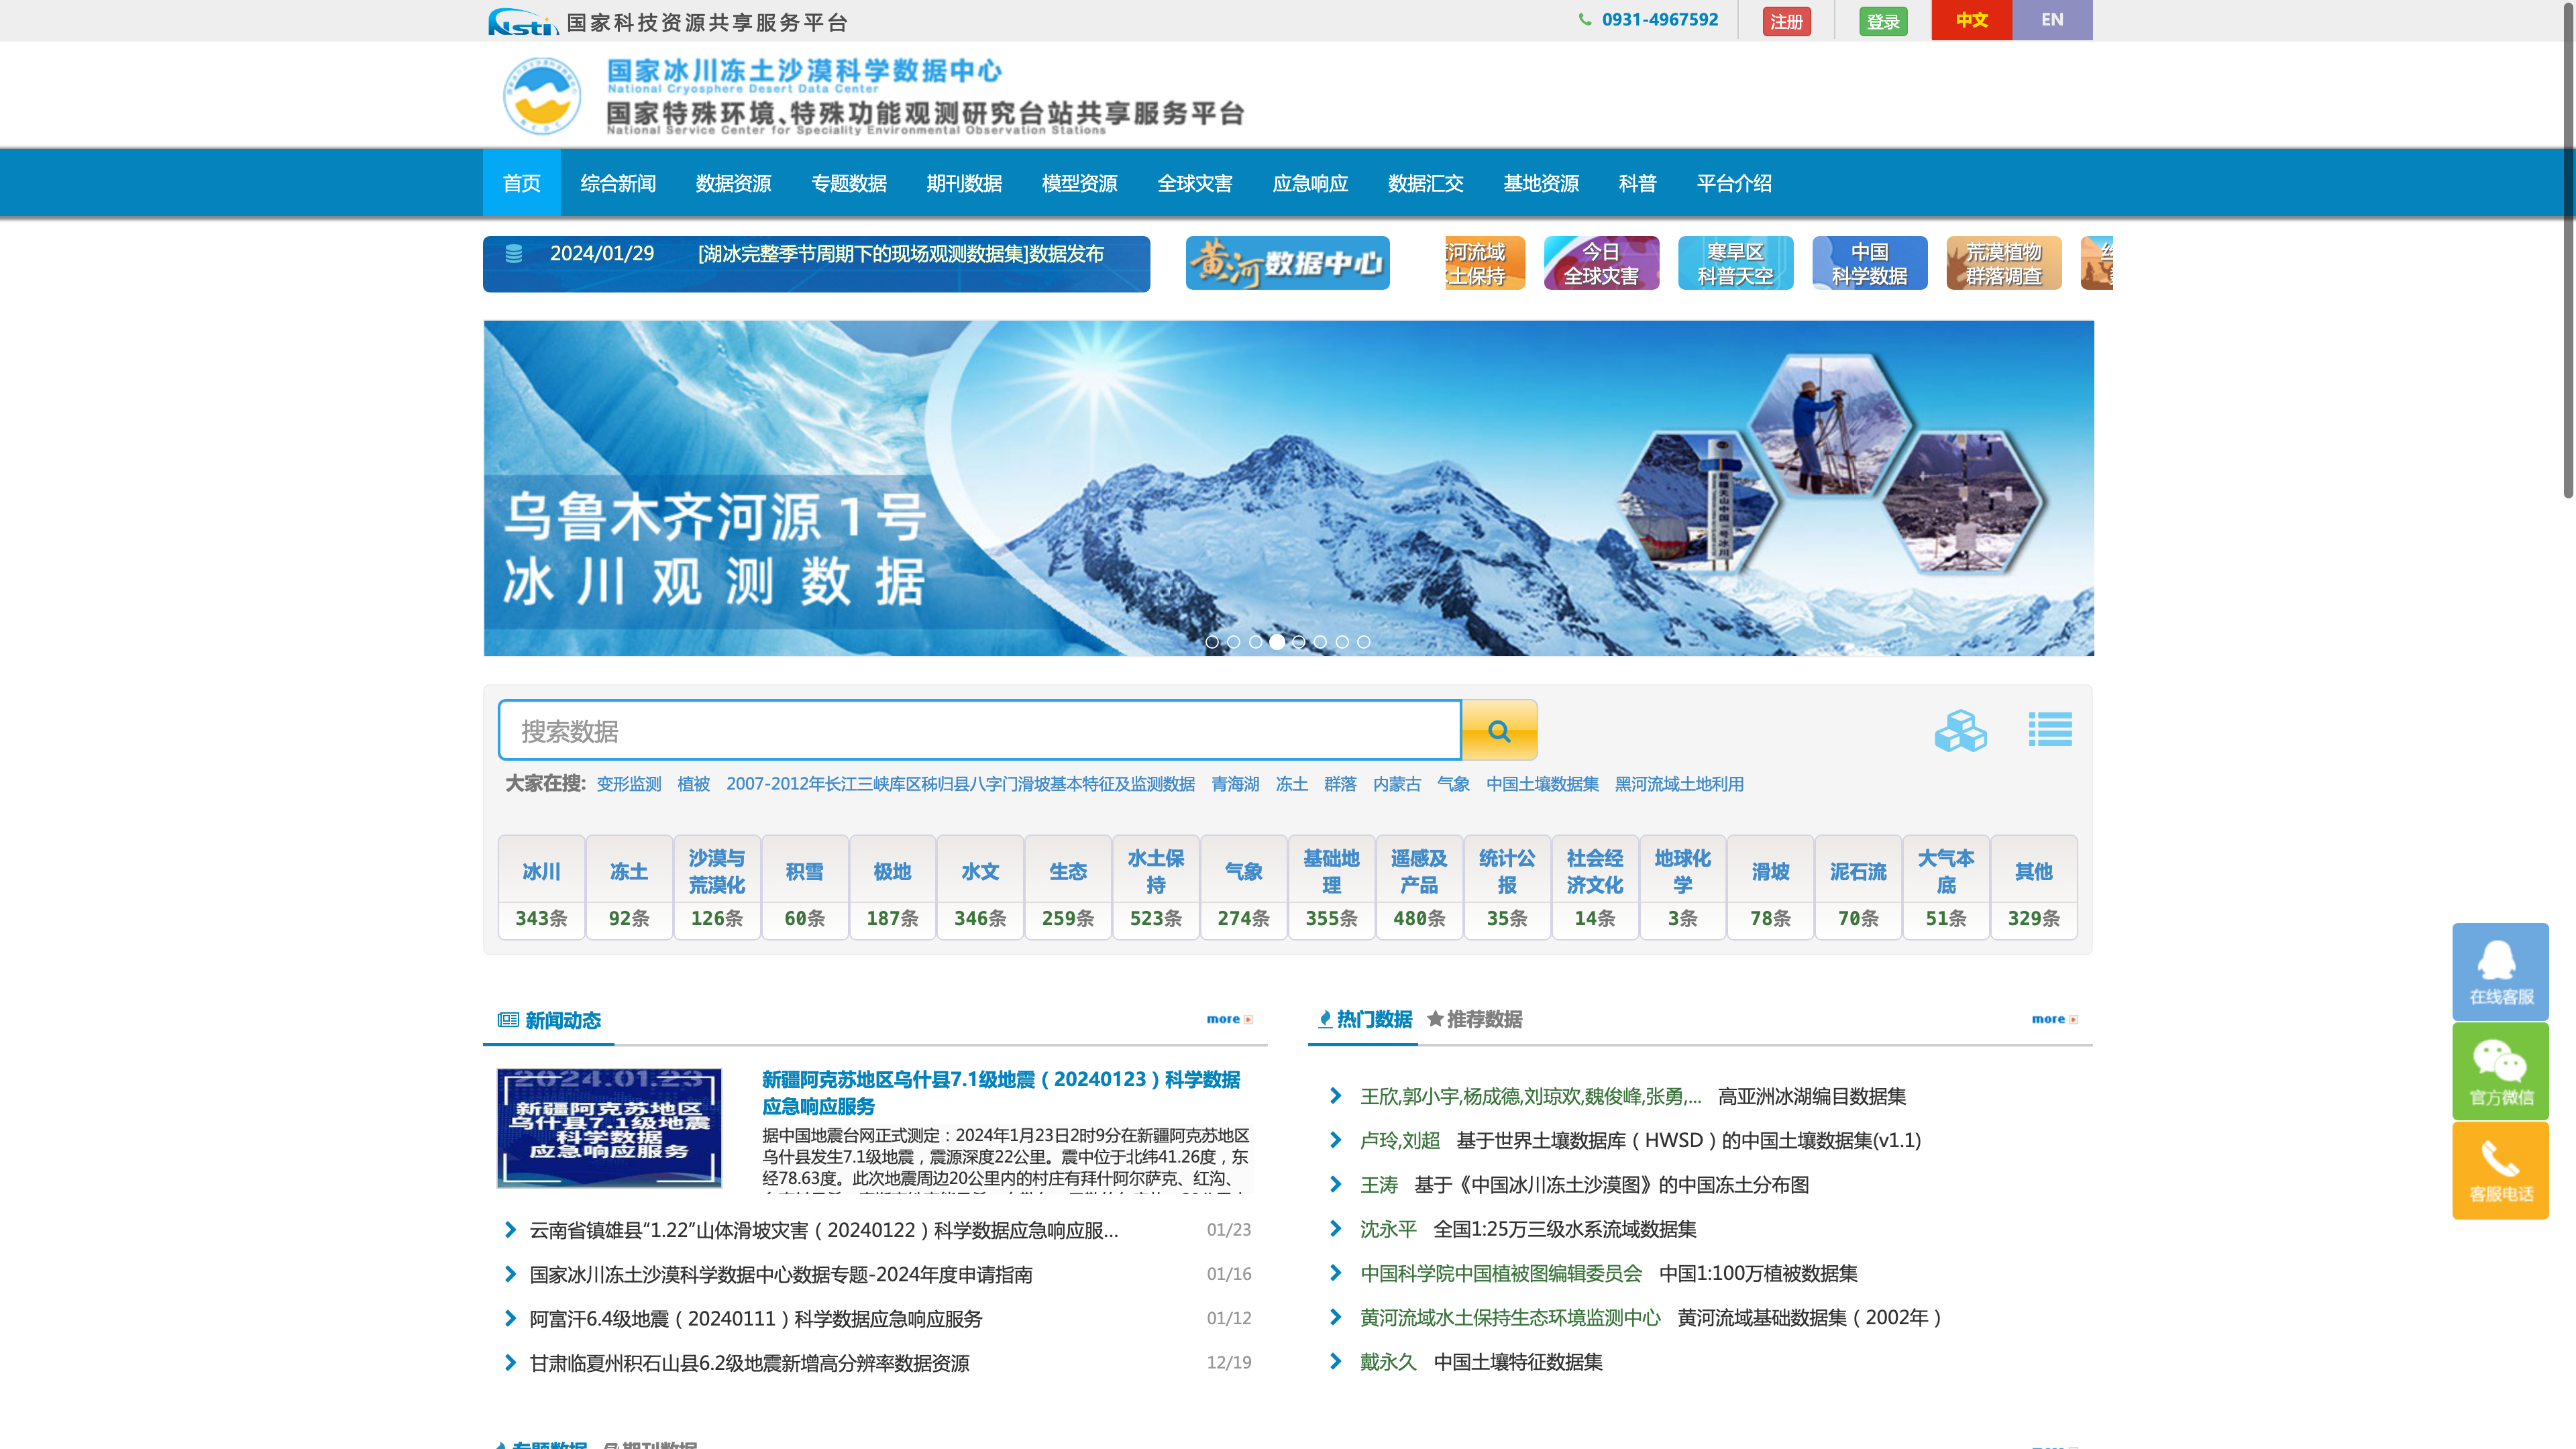 Nsti 国家科技资源共享服务平台
0931-4967592 注册 登录 中文 EN
国家冰川冻土沙漠科学数据中心
National Cryosphere Desert Data Center
国家特殊环境、特殊功能观测研究台站共享服务平台
National Service Center for Speciality Environmental Observation Stations
首页 综合新闻 数据资源 专题数据 期刊数据 模型资源 全球灾害 应急响应 数据汇交 基地资源 科普 平台介绍
2024/01/29 [湖冰完整季节周期下的现场观测数据集]数据发布
黄河数据中心
河流域
土保持
今日
全球灾害
寒旱区
科普天空
中国
科学数据
荒漠植物
群落调查
乌鲁木齐河源1号
冰川观测数据
搜索数据
大家在搜: 变形监测 植被 2007-2012年长江三峡库区秭归县八字门滑坡基本特征及监测数据 青海湖 冻土 群落 内蒙古 气象 中国土壤数据集 黑河流域土地利用
冰川
343条
冻土
92条
沙漠与
荒漠化
126条
积雪
60条
极地
187条
水文
346条
生态
259条
水土保
持
523条
气象
274条
基础地
理
355条
遥感及
产品
480条
统计公
报
35条
社会经
济文化
14条
地球化
学
3条
滑坡
78条
泥石流
70条
大气本
底
51条
其他
329条
新闻动态 more
2024.01.23
新疆阿克苏地区
乌什县7.1级地震
科学数据
应急响应服务
新疆阿克苏地区乌什县7.1级地震（20240123）科学数据
应急响应服务
据中国地震台网正式测定：2024年1月23日2时9分在新疆阿克苏地区
乌什县发生7.1级地震，震源深度22公里。震中位于北纬41.26度，东
经78.63度。此次地震周边20公里内的村庄有拜什阿尔萨克、红沟、
云南省镇雄县“1.22”山体滑坡灾害（20240122）科学数据应急响应服... 01/23
国家冰川冻土沙漠科学数据中心数据专题-2024年度申请指南 01/16
阿富汗6.4级地震（20240111）科学数据应急响应服务 01/12
甘肃临夏州积石山县6.2级地震新增高分辨率数据资源 12/19
热门数据 推荐数据 more
王欣,郭小宇,杨成德,刘琼欢,魏俊峰,张勇,... 高亚洲冰湖编目数据集
卢玲,刘超 基于世界土壤数据库（HWSD）的中国土壤数据集(v1.1)
王涛 基于《中国冰川冻土沙漠图》的中国冻土分布图
沈永平 全国1:25万三级水系流域数据集
中国科学院中国植被图编辑委员会 中国1:100万植被数据集
黄河流域水土保持生态环境监测中心 黄河流域基础数据集（2002年）
戴永久 中国土壤特征数据集
在线客服
官方微信
客服电话
专题数据 期刊数据